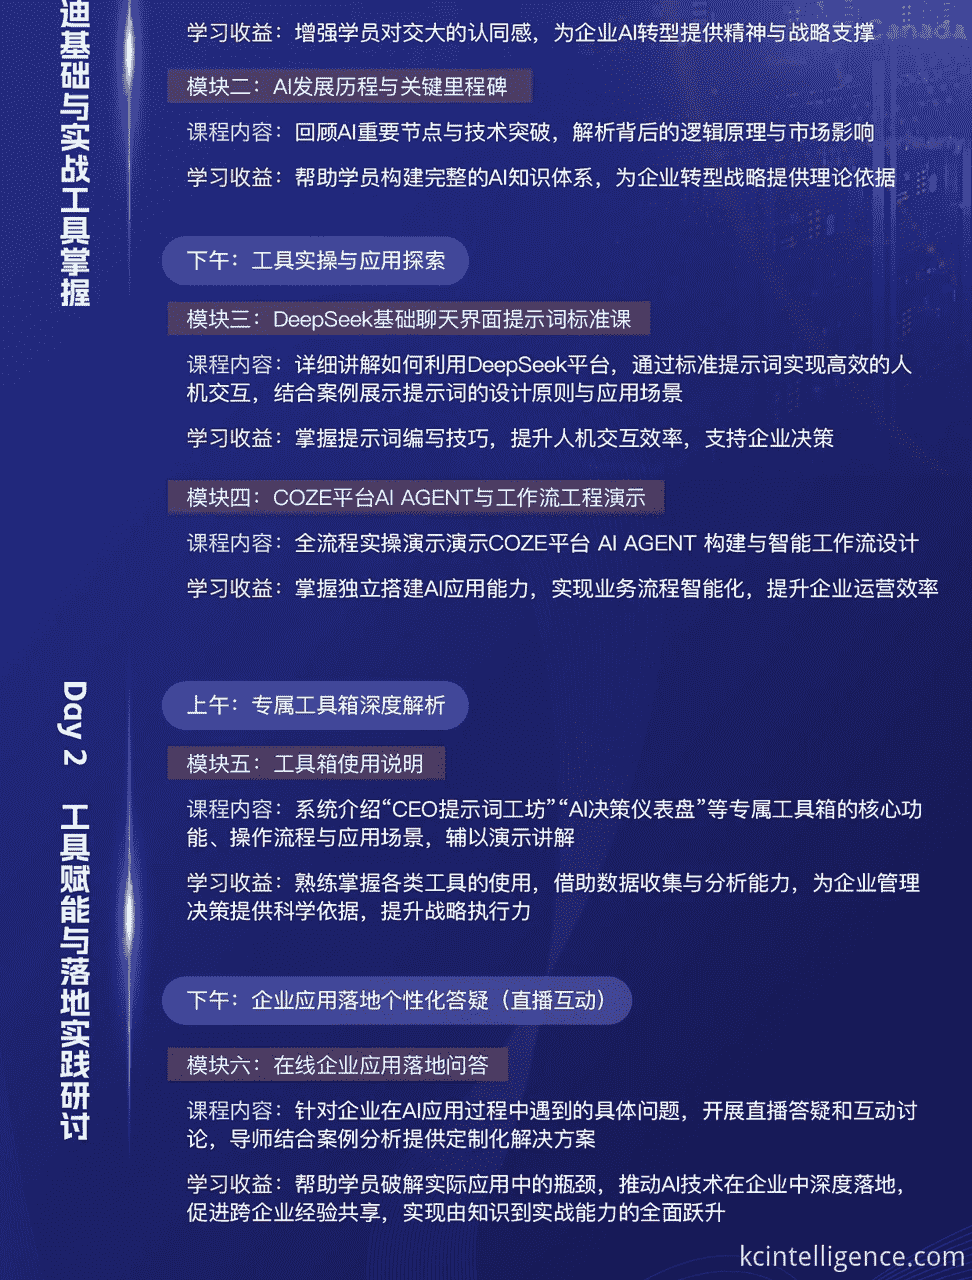 迪基础与实战工具掌握
学习收益：增强学员对交大的认同感，为企业AI转型提供精神与战略支撑
Canada
模块二：AI发展历程与关键里程碑
课程内容：回顾AI重要节点与技术突破，解析背后的逻辑原理与市场影响
学习收益：帮助学员构建完整的AI知识体系，为企业转型战略提供理论依据
下午：工具实操与应用探索
模块三：DeepSeek基础聊天界面提示词标准课
课程内容：详细讲解如何利用DeepSeek平台，通过标准提示词实现高效的人
机交互，结合案例展示提示词的设计原则与应用场景
学习收益：掌握提示词编写技巧，提升人机交互效率，支持企业决策
模块四：COZE平台AI AGENT与工作流工程演示
课程内容：全流程实操演示演示COZE平台 AI AGENT 构建与智能工作流设计
学习收益：掌握独立搭建AI应用能力，实现业务流程智能化，提升企业运营效率
Day 2 工具赋能与落地实践研讨
上午：专属工具箱深度解析
模块五：工具箱使用说明
课程内容：系统介绍“CEO提示词工坊”“AI决策仪表盘”等专属工具箱的核心功
能、操作流程与应用场景，辅以演示讲解
学习收益：熟练掌握各类工具的使用，借助数据收集与分析能力，为企业管理
决策提供科学依据，提升战略执行力
下午：企业应用落地个性化答疑（直播互动）
模块六：在线企业应用落地问答
课程内容：针对企业在AI应用过程中遇到的具体问题，开展直播答疑和互动讨
论，导师结合案例分析提供定制化解决方案
学习收益：帮助学员破解实际应用中的瓶颈，推动AI技术在企业中深度落地，
促进跨企业经验共享，实现由知识到实战能力的全面跃升
kcintelligence.com